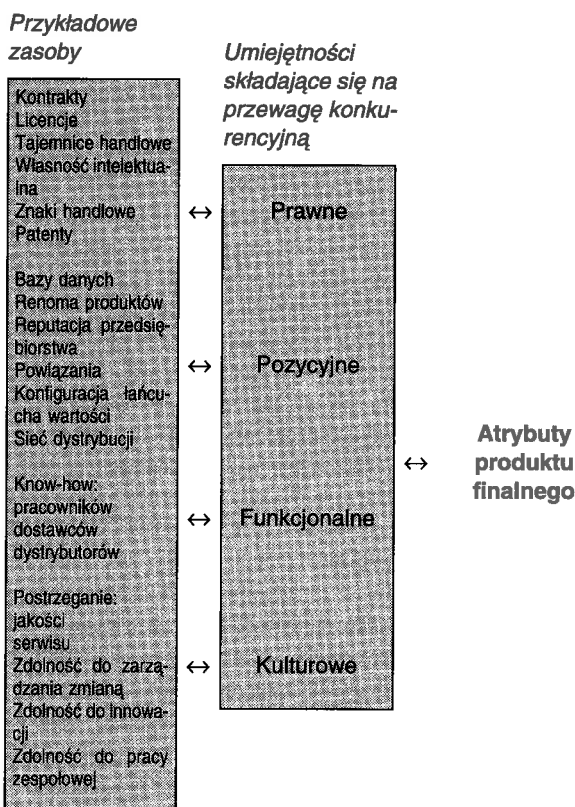 Przykładowe
zasoby
Kontrakty
Licencje
Tajemnice handlowe
Własność intelektua-
lna
Znaki handlowe
Patenty
Bazy danych
Renoma produktów
Reputacja przedsię-
biorstwa
Powiązania
Konfiguracja łańcu-
cha wartości
Sieć dystrybucji
Know-how:
pracowników
dostawców
dystrybutorów
Postrzeganie:
jakości
serwisu
Zdolność do zarzą-
dzania zmianą
Zdolność do innowa-
cji
Zdolność do pracy
zespołowej
Umiejętności
składające się na
przewagę konku-
rencyjną
↔ Prawne
↔ Pozycyjne
↔ Funkcjonalne
↔ Kulturowe
↔
Atrybuty
produktu
finalnego